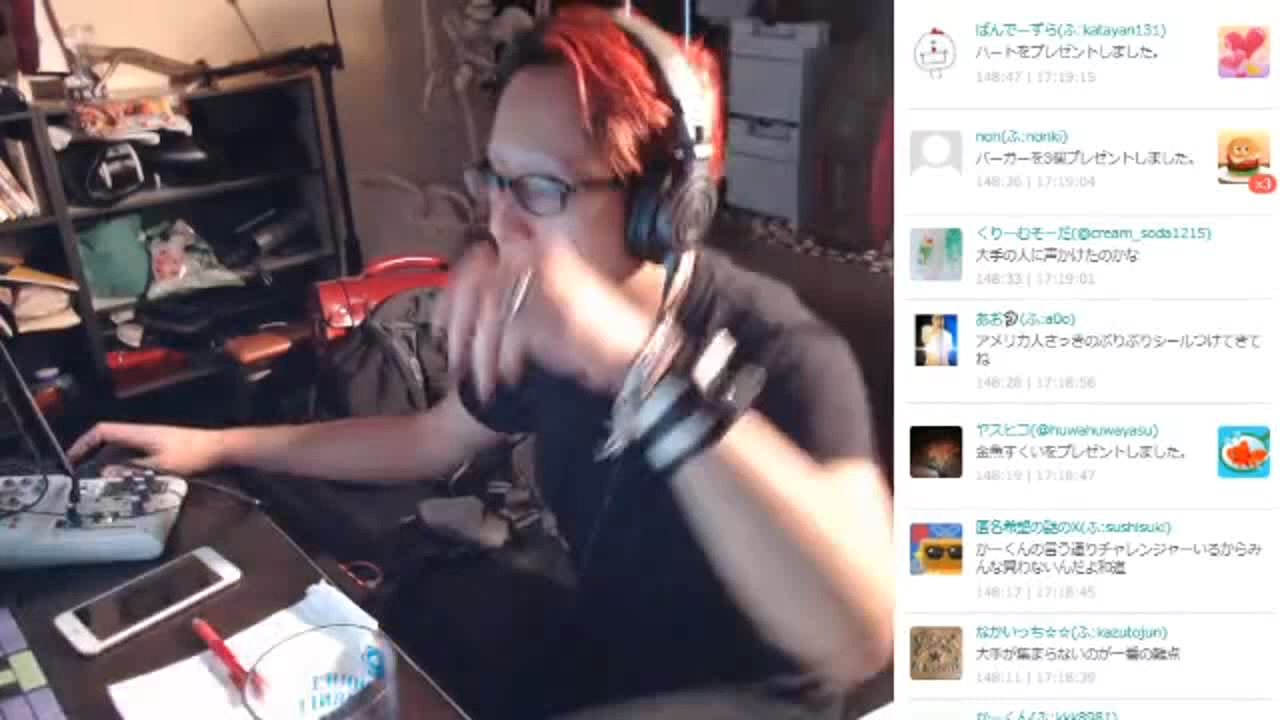 ばんでーずら(ふ:katayan131)
ハートをプレゼントしました。
148:47 | 17:19:15
non(ふ:noriki)
バーガーを3個プレゼントしました。
×3
148:36 | 17:19:04
くりーむそーだ(@cream_soda1215)
大手の人に声かけたのかな
148:33 | 17:19:01
アメリカ人さっきのぶりぶりシールつけてきて
ね
148:28 | 17:18:56
ヤスヒコ(@huwahuwayasu)
金魚すくいをプレゼントしました。
148:19 | 17:18:47
匿名希望の謎のX(ふ:sushisuki)
かーくんの言う通りチャレンジャーいるからみ
んな買わないんだよ和道
148:17 | 17:18:45
なかいっち☆☆(ふ:kazutojun)
大手が集まらないのが一番の難点
148:11 | 17:18:39